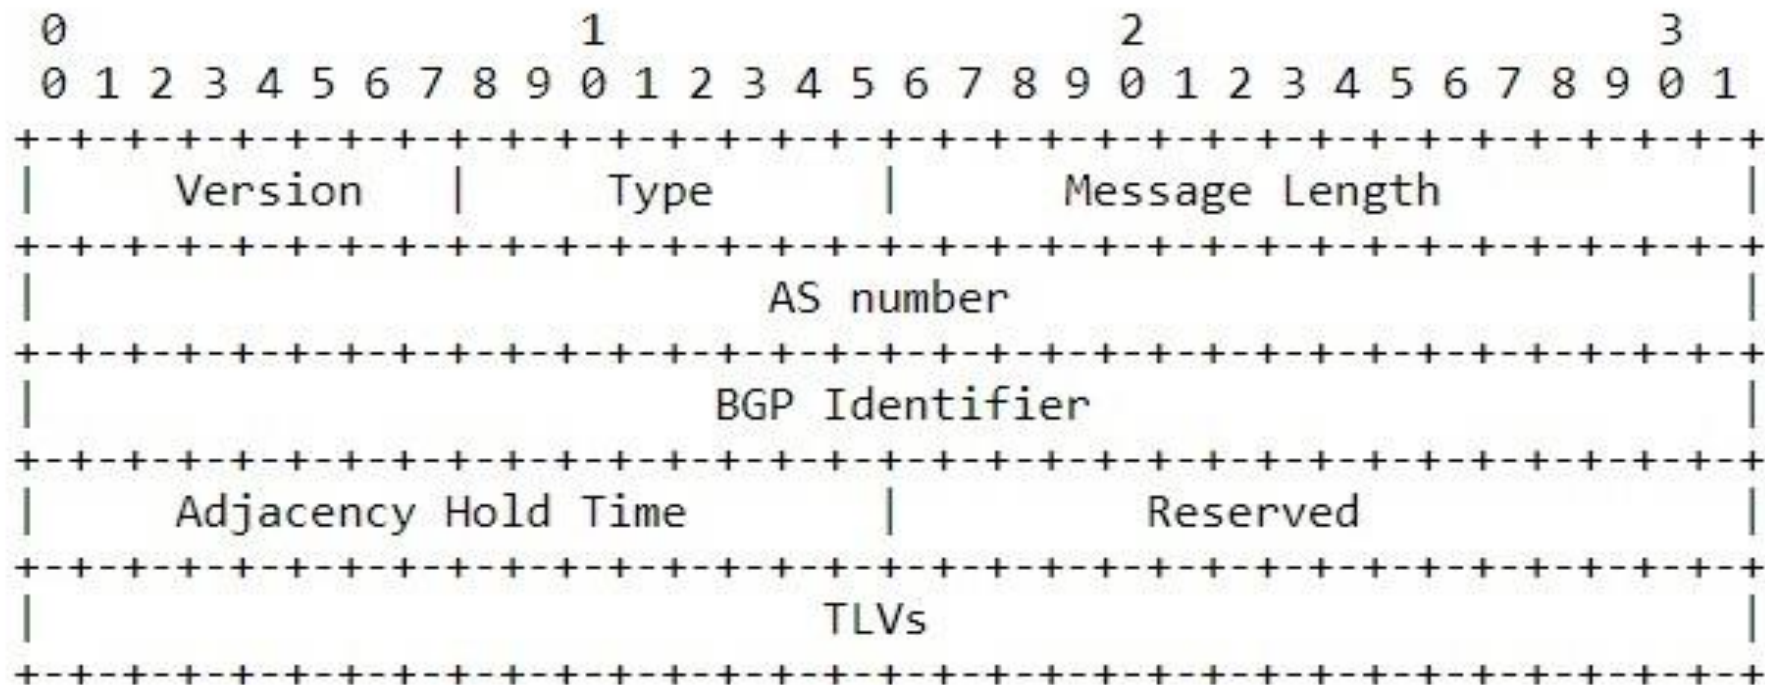 0                   1                   2                   3
0 1 2 3 4 5 6 7 8 9 0 1 2 3 4 5 6 7 8 9 0 1 2 3 4 5 6 7 8 9 0 1
+-+-+-+-+-+-+-+-+-+-+-+-+-+-+-+-+-+-+-+-+-+-+-+-+-+-+-+-+-+-+-+-+
|     Version   |     Type      |      Message Length           |
+-+-+-+-+-+-+-+-+-+-+-+-+-+-+-+-+-+-+-+-+-+-+-+-+-+-+-+-+-+-+-+-+
|                           AS number                           |
+-+-+-+-+-+-+-+-+-+-+-+-+-+-+-+-+-+-+-+-+-+-+-+-+-+-+-+-+-+-+-+-+
|                         BGP Identifier                        |
+-+-+-+-+-+-+-+-+-+-+-+-+-+-+-+-+-+-+-+-+-+-+-+-+-+-+-+-+-+-+-+-+
|     Adjacency Hold Time       |         Reserved              |
+-+-+-+-+-+-+-+-+-+-+-+-+-+-+-+-+-+-+-+-+-+-+-+-+-+-+-+-+-+-+-+-+
|                             TLVs                              |
+-+-+-+-+-+-+-+-+-+-+-+-+-+-+-+-+-+-+-+-+-+-+-+-+-+-+-+-+-+-+-+-+